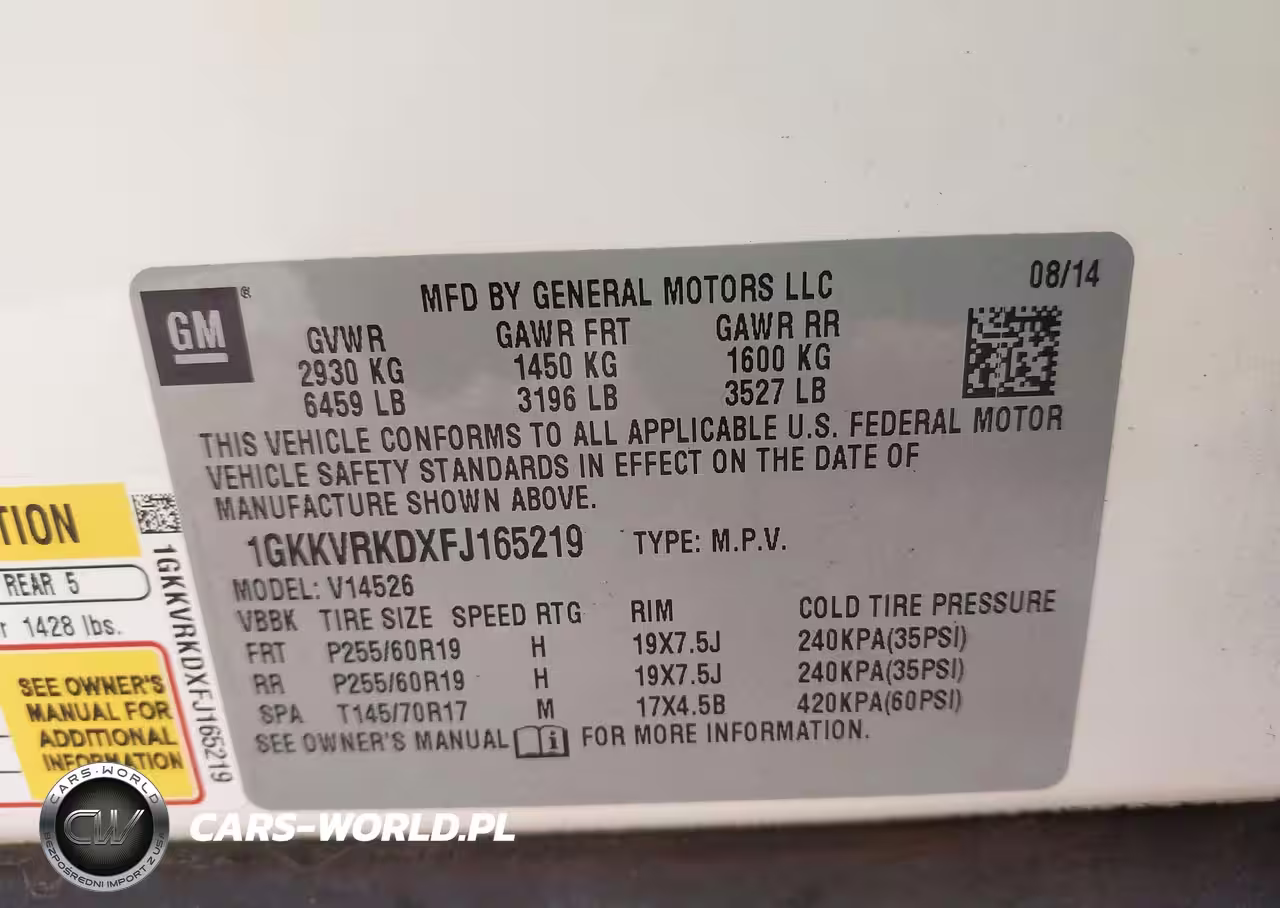 GM
®
MFD BY GENERAL MOTORS LLC
08/14
GVWR GAWR FRT GAWR RR
2930 KG 1450 KG 1600 KG
6459 LB 3196 LB 3527 LB
THIS VEHICLE CONFORMS TO ALL APPLICABLE U.S. FEDERAL MOTOR
VEHICLE SAFETY STANDARDS IN EFFECT ON THE DATE OF
MANUFACTURE SHOWN ABOVE.
1GKKVRKDXFJ165219 TYPE: M.P.V.
MODEL: V14526
VBBK TIRE SIZE SPEED RTG RIM COLD TIRE PRESSURE
FRT P255/60R19 H 19X7.5J 240KPA(35PSI)
RR P255/60R19 H 19X7.5J 240KPA(35PSI)
SPA T145/70R17 M 17X4.5B 420KPA(60PSI)
SEE OWNER'S MANUAL i FOR MORE INFORMATION.
TION
REAR 5
r 1428 lbs.
SEE OWNER'S
MANUAL FOR
ADDITIONAL
INFORMATION
1GKKVRKDXFJ165219
CARS-WORLD
CW
BEZPOŚREDNI IMPORT Z USA
CARS-WORLD.PL